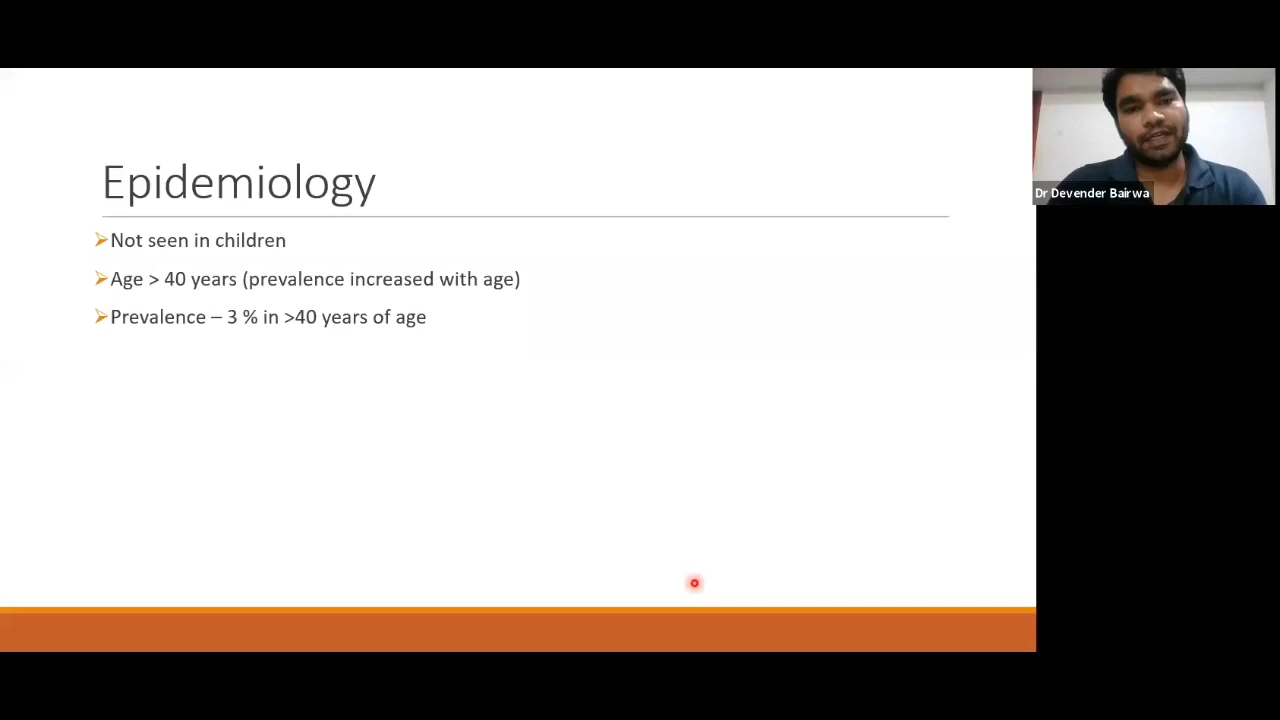 Epidemiology
Not seen in children
Age > 40 years (prevalence increased with age)
Prevalence – 3 % in >40 years of age
Dr Devender Bairwa